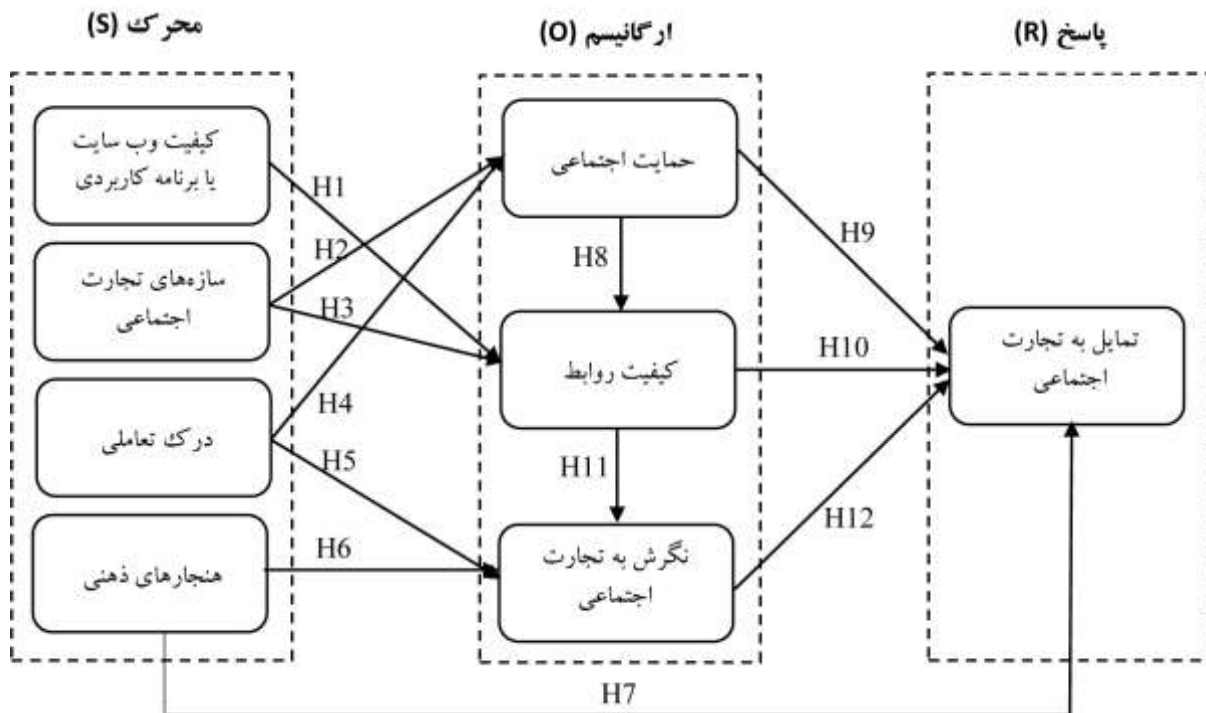 محرك (S)
ارگانیسم (O)
پاسخ (R)
کیفیت وب سایت
یا برنامه کاربردی
سازه‌های تجارت
اجتماعی
درك تعاملی
هنجارهای ذهنی
حمایت اجتماعی
کیفیت روابط
نگرش به تجارت
اجتماعی
تمایل به تجارت
اجتماعی
H1
H2
H3
H4
H5
H6
H7
H8
H9
H10
H11
H12